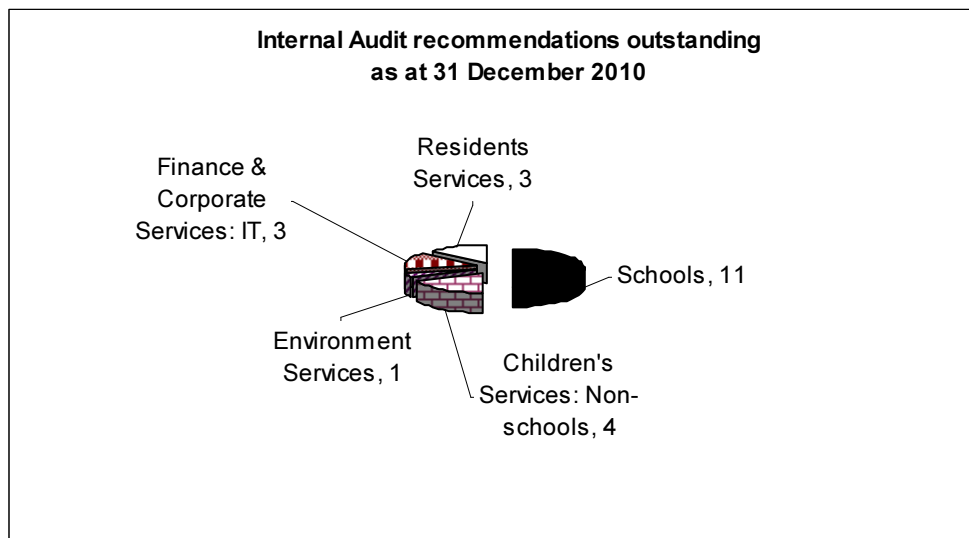 Internal Audit recommendations outstanding
as at 31 December 2010
Residents
Services, 3
Finance &
Corporate
Services: IT, 3
Schools, 11
Environment
Services, 1
Children's
Services: Non-
schools, 4